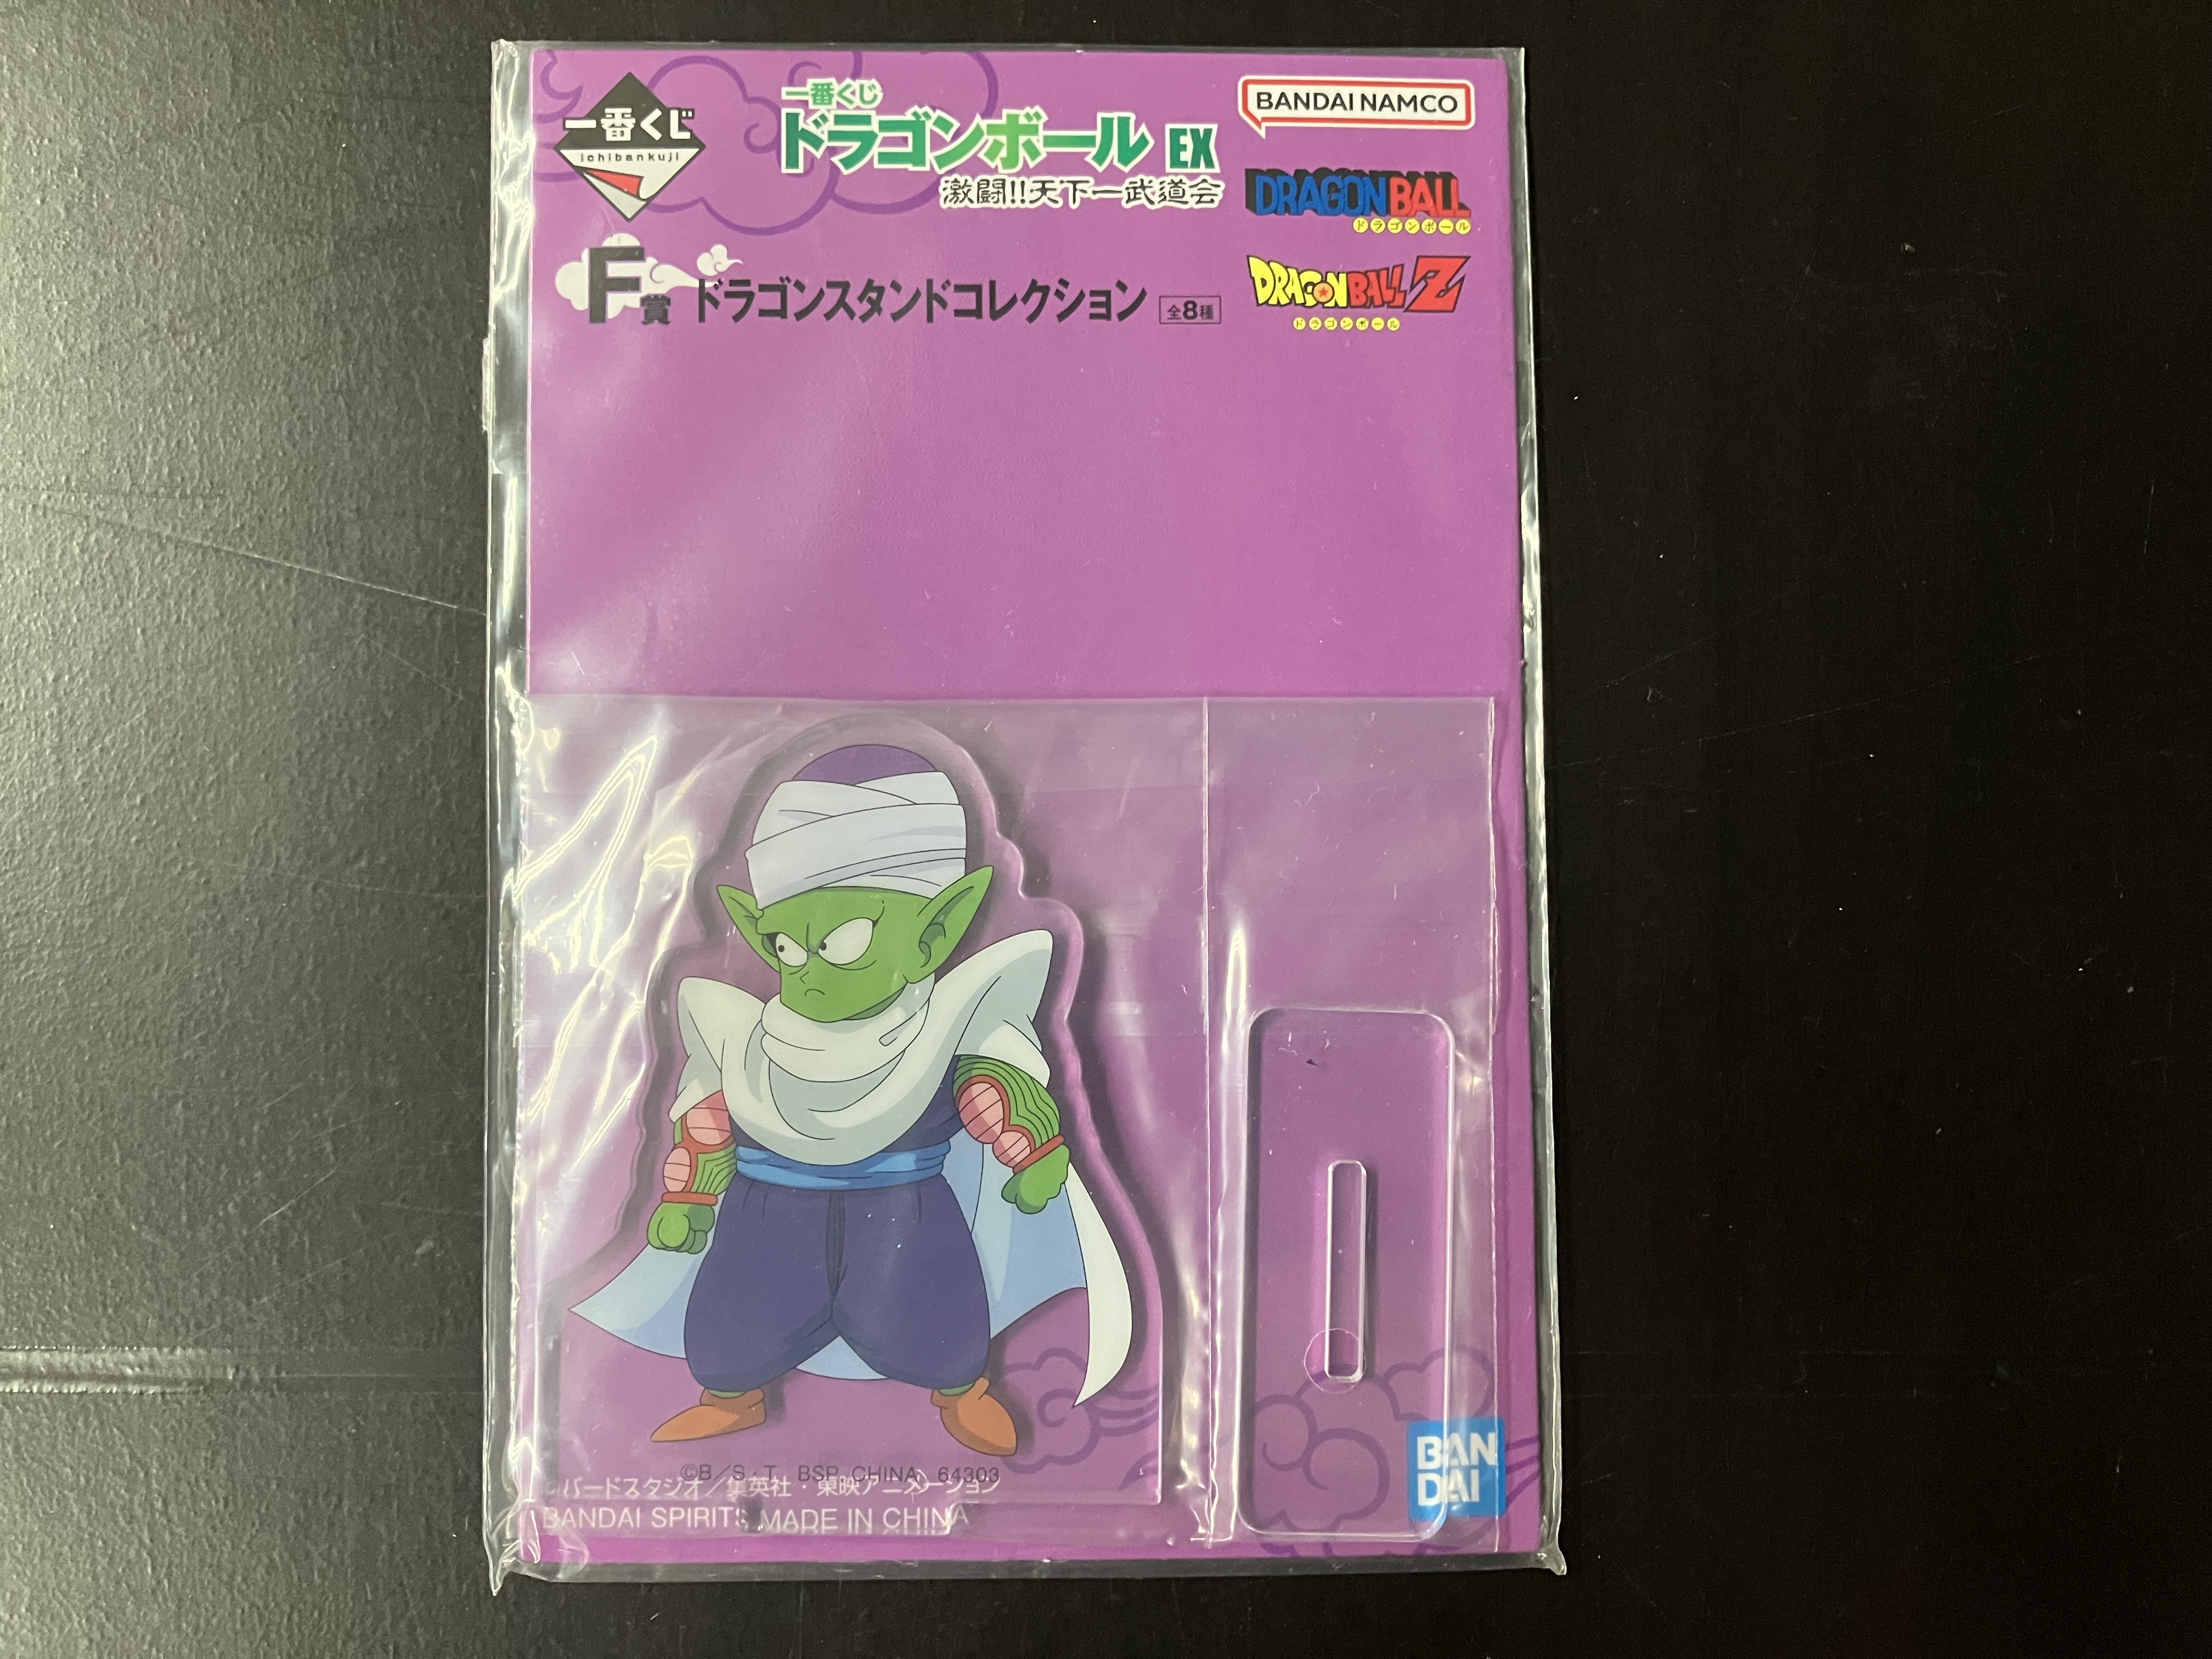 一番くじ
ichibankuji
一番くじ
ドラゴンボール EX
激闘!!天下一武道会
BANDAI NAMCO
DRAGON BALL
ドラゴンボール
DRAGON BALL Z
ドラゴンボール
F賞 ドラゴンスタンドコレクション 全8種
©B/S, T BSP CHINA 64303
©バードスタジオ/集英社・東映アニメーション
BANDAI SPIRITS MADE IN CHINA
BANDAI